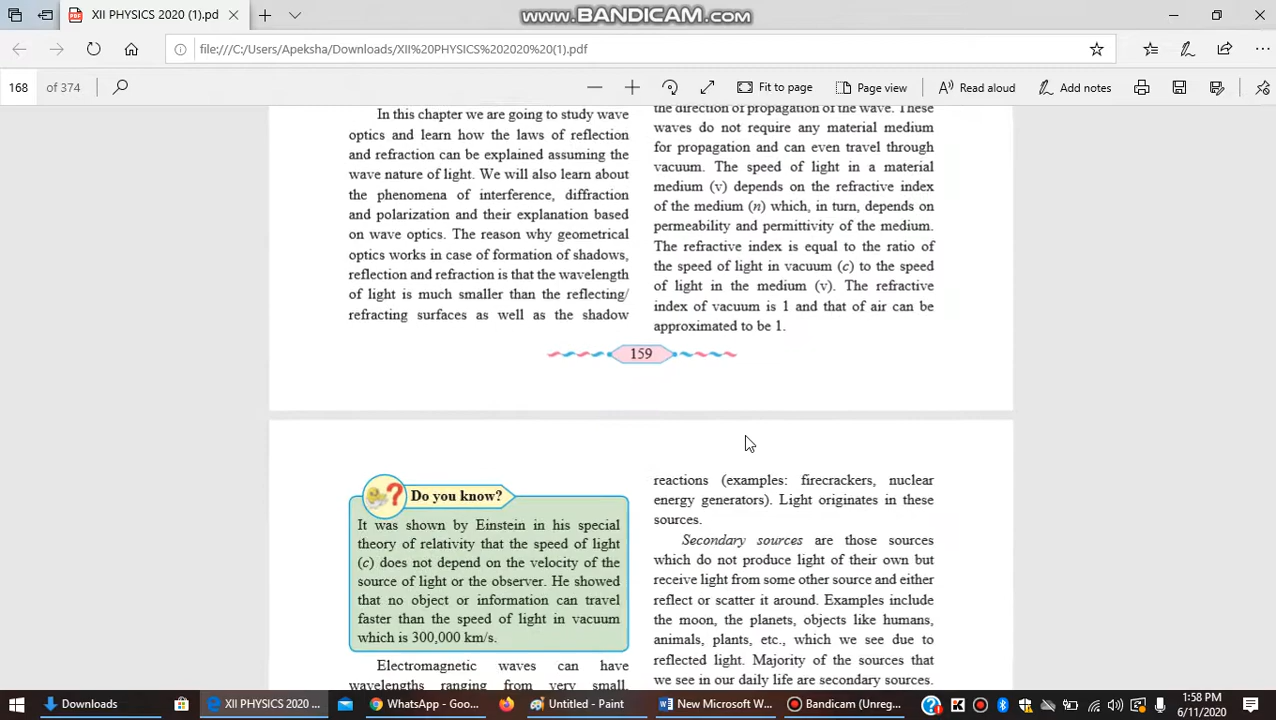 www.BANDICAM.com
XII PHYSICS 2020 (1).pd
file:///C:/Users/Apeksha/Downloads/XII%20PHYSICS%202020%20(1).pdf
168 of 374
Fit to page
Page view
Read aloud
Add notes
In this chapter we are going to study wave
optics and learn how the laws of reflection
and refraction can be explained assuming the
wave nature of light. We will also learn about
the phenomena of interference, diffraction
and polarization and their explanation based
on wave optics. The reason why geometrical
optics works in case of formation of shadows,
reflection and refraction is that the wavelength
of light is much smaller than the reflecting/
refracting surfaces as well as the shadow
the direction of propagation of the wave. These
waves do not require any material medium
for propagation and can even travel through
vacuum. The speed of light in a material
medium (v) depends on the refractive index
of the medium (n) which, in turn, depends on
permeability and permittivity of the medium.
The refractive index is equal to the ratio of
the speed of light in vacuum (c) to the speed
of light in the medium (v). The refractive
index of vacuum is 1 and that of air can be
approximated to be 1.
159
Do you know?
It was shown by Einstein in his special
theory of relativity that the speed of light
(c) does not depend on the velocity of the
source of light or the observer. He showed
that no object or information can travel
faster than the speed of light in vacuum
which is 300,000 km/s.
Electromagnetic waves can have
wavelengths ranging from very small,
reactions (examples: firecrackers, nuclear
energy generators). Light originates in these
sources.
Secondary sources are those sources
which do not produce light of their own but
receive light from some other source and either
reflect or scatter it around. Examples include
the moon, the planets, objects like humans,
animals, plants, etc., which we see due to
reflected light. Majority of the sources that
we see in our daily life are secondary sources.
Downloads
XII PHYSICS 2020 ...
WhatsApp - Goo...
Untitled - Paint
New Microsoft W...
Bandicam (Unreg...
1:58 PM
6/11/2020